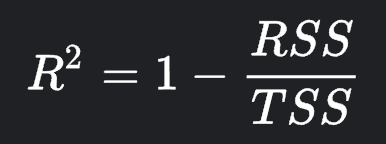 R² = 1 − RSS/TSS